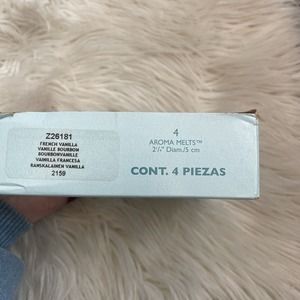 Z26181
FRENCH VANILLA
VANILLE BOURBON
BOURBONVANILLE
VAINILLA FRANCESA
RANSKALAINEN VANILLA
2159
4
AROMA MELTS™
2¼" Diam./5 cm
CONT. 4 PIEZAS